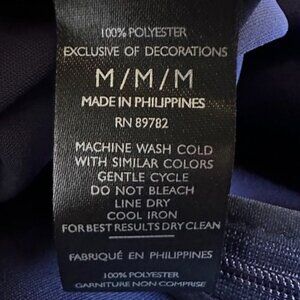 100% POLYESTER
EXCLUSIVE OF DECORATIONS
M/M/M
MADE IN PHILIPPINES
RN 89782
MACHINE WASH COLD
WITH SIMILAR COLORS
GENTLE CYCLE
DO NOT BLEACH
LINE DRY
COOL IRON
FOR BEST RESULTS DRY CLEAN
FABRIQUÉ EN PHILIPPINES
100% POLYESTER
GARNITURE NON COMPRISE